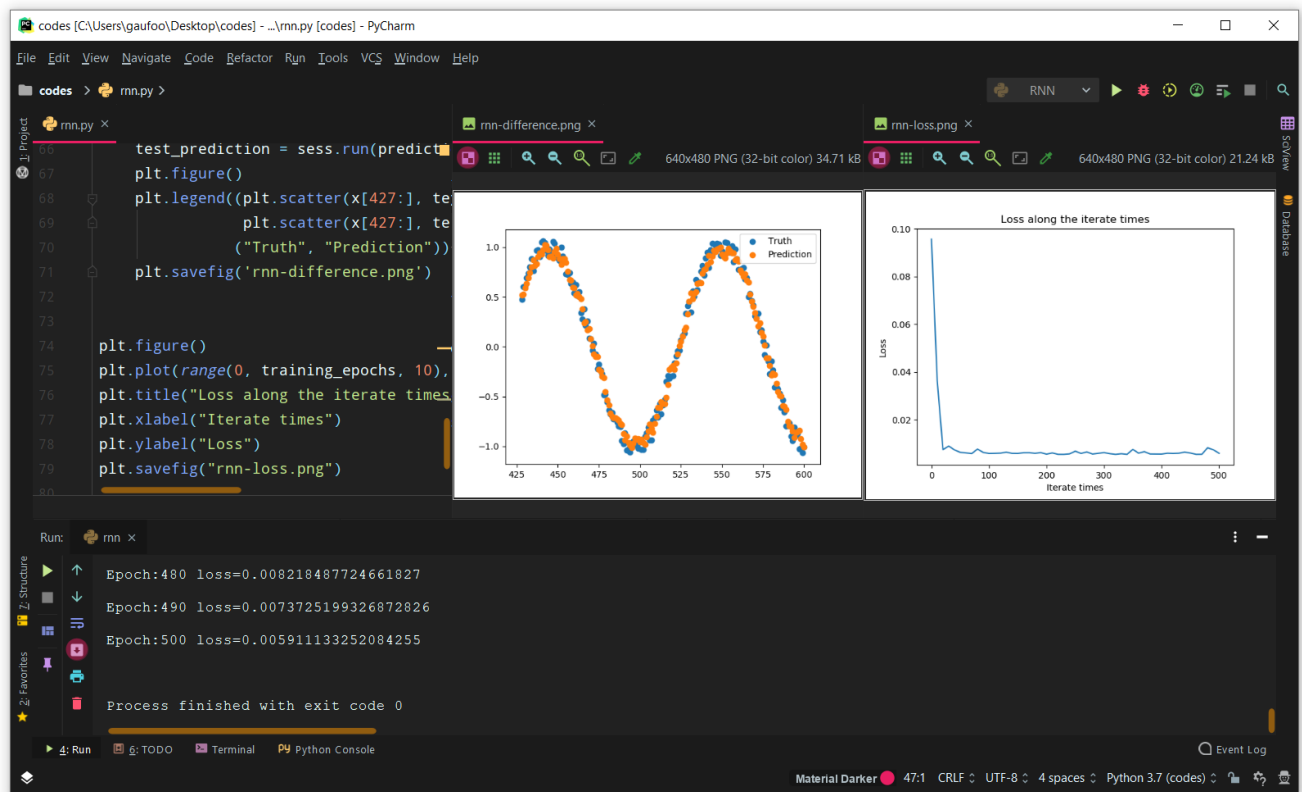 codes [C:\Users\gaufoo\Desktop\codes] - ...\rnn.py [codes] - PyCharm
File Edit View Navigate Code Refactor Run Tools VCS Window Help
codes rnn.py RNN
1: Project
rnn.py
66 test_prediction = sess.run(predicti
67 plt.figure()
68 plt.legend((plt.scatter(x[427:], te
69 plt.scatter(x[427:], te
70 ("Truth", "Prediction"))
71 plt.savefig('rnn-difference.png')
72
73
74 plt.figure()
75 plt.plot(range(0, training_epochs, 10),
76 plt.title("Loss along the iterate times
77 plt.xlabel("Iterate times")
78 plt.ylabel("Loss")
79 plt.savefig("rnn-loss.png")
80
rnn-difference.png
640x480 PNG (32-bit color) 34.71 kB
Truth
Prediction
1.0
0.5
0.0
−0.5
−1.0
425 450 475 500 525 550 575 600
rnn-loss.png
640x480 PNG (32-bit color) 21.24 kB
Loss along the iterate times
0.10
0.08
0.06
0.04
0.02
Loss
0 100 200 300 400 500
Iterate times
SciView
Database
Run: rnn
Epoch:480 loss=0.008218487724661827
Epoch:490 loss=0.0073725199326872826
Epoch:500 loss=0.005911133252084255
Process finished with exit code 0
7: Structure
2: Favorites
4: Run 6: TODO Terminal Python Console Event Log
Material Darker 47:1 CRLF UTF-8 4 spaces Python 3.7 (codes)